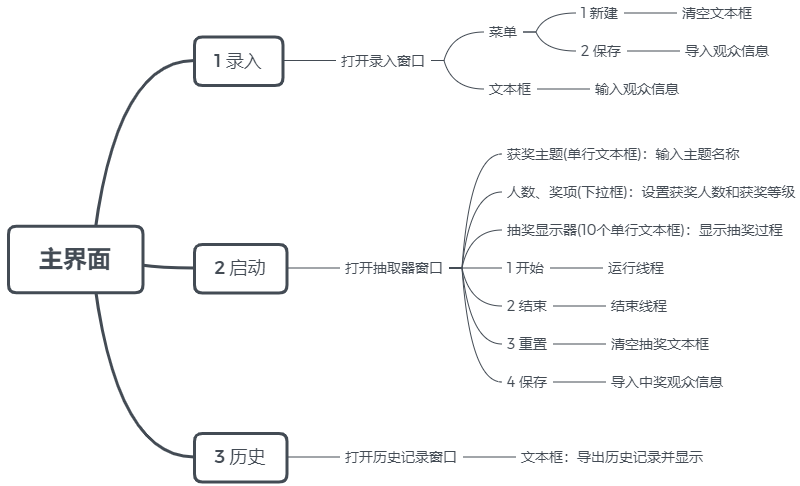 主界面
1 录入
打开录入窗口
菜单
1 新建
清空文本框
2 保存
导入观众信息
文本框
输入观众信息
2 启动
打开抽取器窗口
获奖主题(单行文本框)：输入主题名称
人数、奖项(下拉框)：设置获奖人数和获奖等级
抽奖显示器(10个单行文本框)：显示抽奖过程
1 开始
运行线程
2 结束
结束线程
3 重置
清空抽奖文本框
4 保存
导入中奖观众信息
3 历史
打开历史记录窗口
文本框：导出历史记录并显示